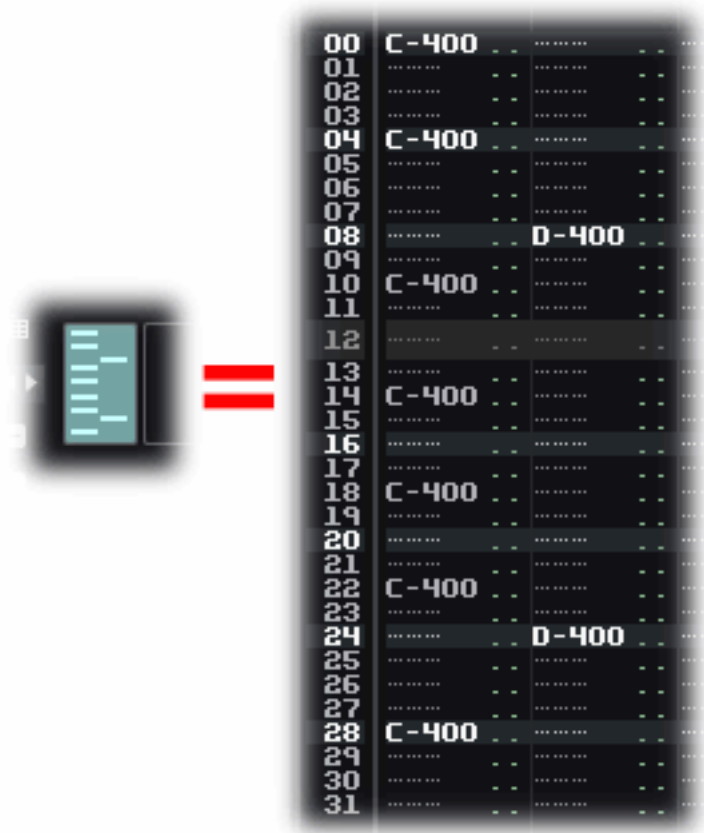 00 C-400 .. ........ ..
01 ........ .. ........ ..
02 ........ .. ........ ..
03 ........ .. ........ ..
04 C-400 .. ........ ..
05 ........ .. ........ ..
06 ........ .. ........ ..
07 ........ .. ........ ..
08 ........ .. D-400 ..
09 ........ .. ........ ..
10 C-400 .. ........ ..
11 ........ .. ........ ..
12 ........ .. ........ ..
13 ........ .. ........ ..
14 C-400 .. ........ ..
15 ........ .. ........ ..
16 ........ .. ........ ..
17 ........ .. ........ ..
18 C-400 .. ........ ..
19 ........ .. ........ ..
20 ........ .. ........ ..
21 ........ .. ........ ..
22 C-400 .. ........ ..
23 ........ .. ........ ..
24 ........ .. D-400 ..
25 ........ .. ........ ..
26 ........ .. ........ ..
27 ........ .. ........ ..
28 C-400 .. ........ ..
29 ........ .. ........ ..
30 ........ .. ........ ..
31 ........ .. ........ ..
=